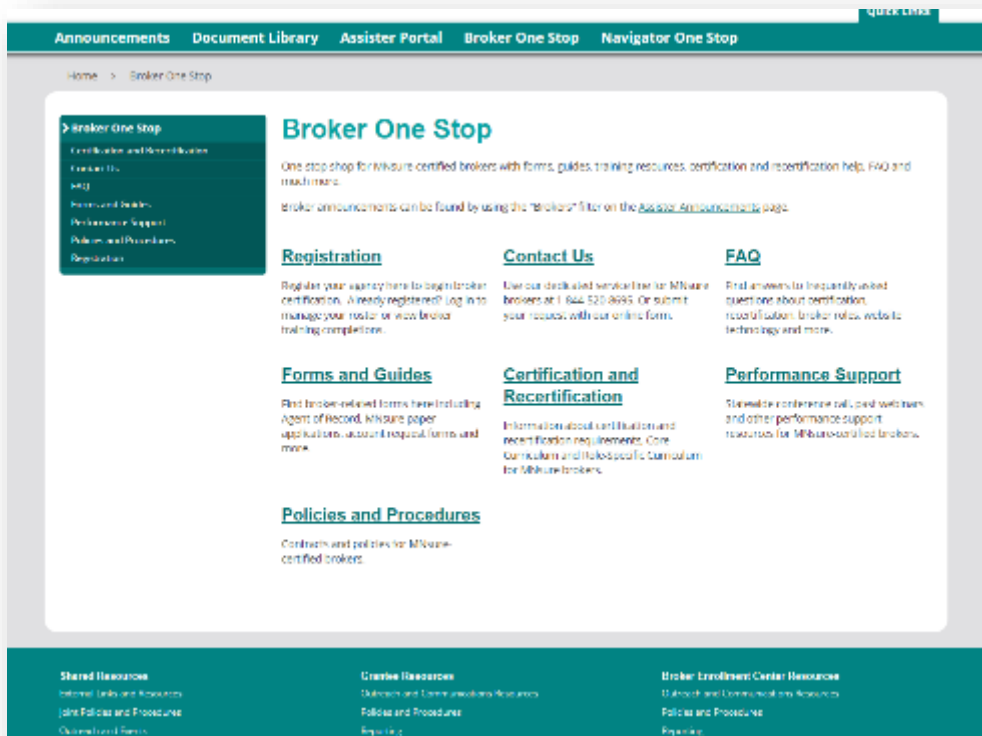 Quick Links
Announcements Document Library Assister Portal Broker One Stop Navigator One Stop
Home > Broker One Stop
Broker One Stop
Certification and Recertification
Contact Us
FAQ
Forms and Guides
Performance Support
Policies and Procedures
Registration
Broker One Stop
One stop shop for MNsure-certified brokers with forms, guides, training resources, certification and recertification help, FAQ and
much more.
Broker announcements can be found by using the "Brokers" filter on the Assister Announcements page.
Registration
Register your agency here to begin broker
certification. Already registered? Log in to
manage your roster or view broker
training completions.
Contact Us
Use our dedicated service line for MNsure
brokers at 1-844-520-8695. Or submit
your request with our online form.
FAQ
Find answers to frequently asked
questions about certification,
recertification, broker roles, website
technology and more.
Forms and Guides
Find broker-related forms here including
Agent of Record, MNsure paper
applications, account request forms and
more.
Certification and
Recertification
Information about certification and
recertification requirements, Core
Curriculum and Role-Specific Curriculum
for MNsure brokers.
Performance Support
Statewide conference call, past webinars
and other performance support
resources for MNsure-certified brokers.
Policies and Procedures
Contracts and policies for MNsure-
certified brokers.
Shared Resources
External Links and Resources
Joint Policies and Procedures
Outreach and Events
Grantee Resources
Outreach and Communications Resources
Policies and Procedures
Reporting
Broker Enrollment Center Resources
Outreach and Communications Resources
Policies and Procedures
Reporting